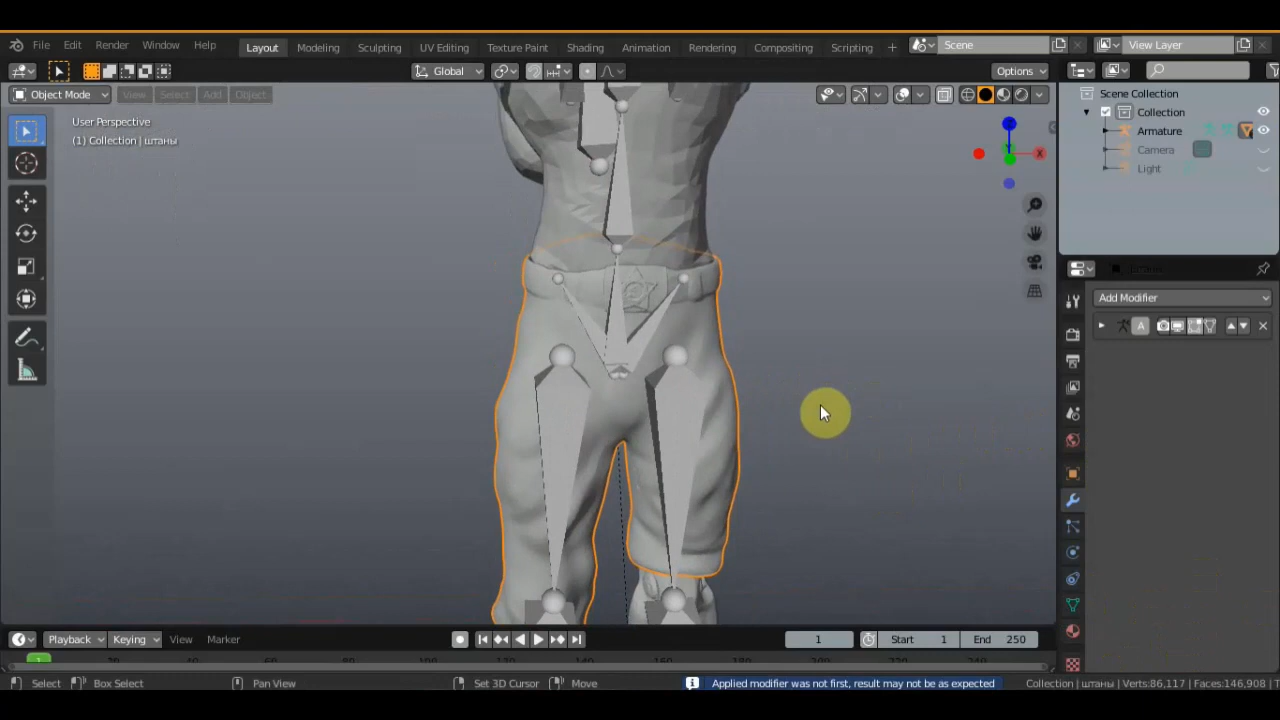 File Edit Render Window Help Layout Modeling Sculpting UV Editing Texture Paint Shading Animation Rendering Compositing Scripting + Scene View Layer
Global Options
Object Mode View Select Add Object
Scene Collection
Collection
Armature
Camera
Light
User Perspective
(1) Collection | штаны
Z
X
Add Modifier
A
Playback Keying View Marker 1 Start 1 End 250
1
Select Box Select Pan View Set 3D Cursor Move Applied modifier was not first, result may not be as expected Collection | штаны | Verts:86,117 | Faces:146,908 | T